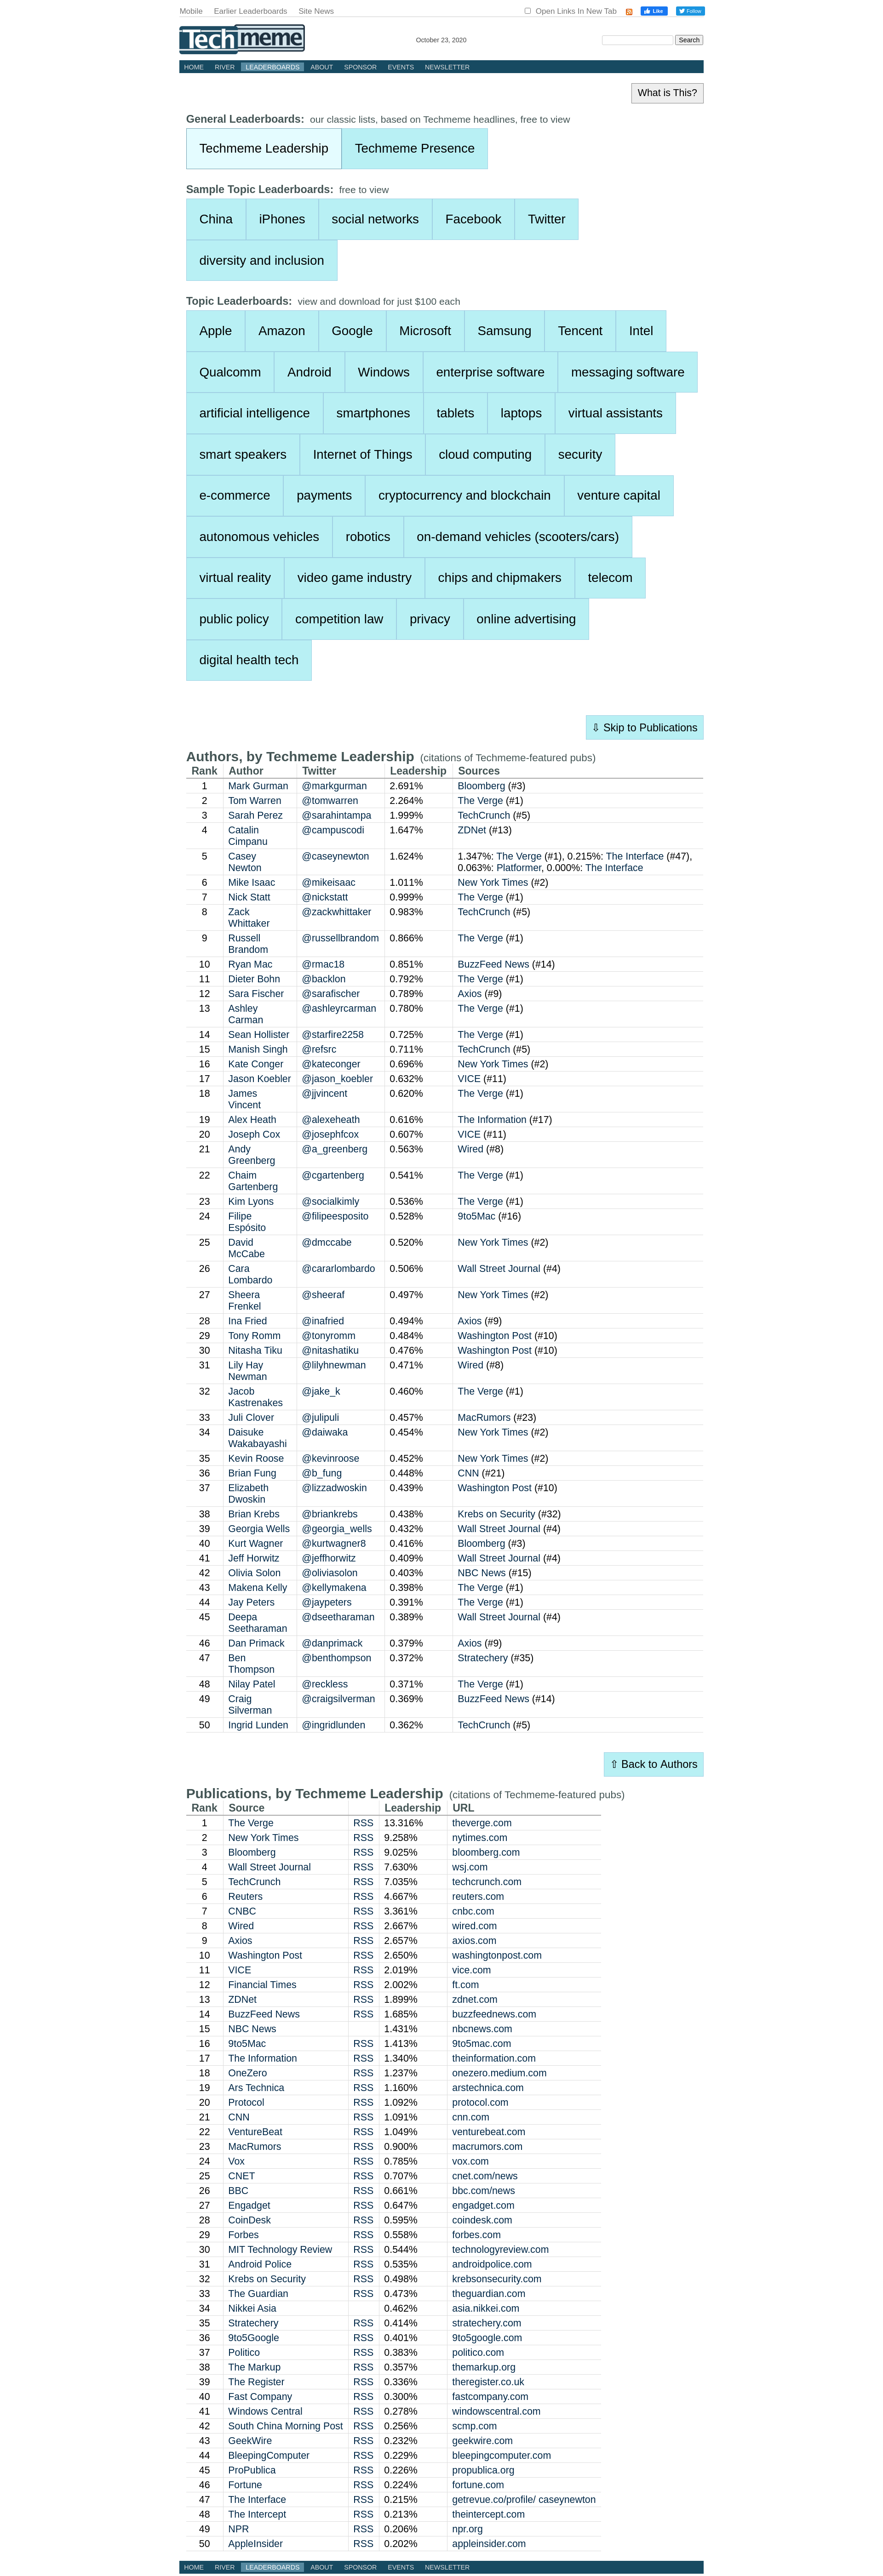 Mobile Earlier Leaderboards Site News Open Links In New Tab Like Follow
Techmeme October 23, 2020 Search
HOME RIVER LEADERBOARDS ABOUT SPONSOR EVENTS NEWSLETTER
What is This?
General Leaderboards: our classic lists, based on Techmeme headlines, free to view
Techmeme Leadership Techmeme Presence
Sample Topic Leaderboards: free to view
China iPhones social networks Facebook Twitter
diversity and inclusion
Topic Leaderboards: view and download for just $100 each
Apple Amazon Google Microsoft Samsung Tencent Intel
Qualcomm Android Windows enterprise software messaging software
artificial intelligence smartphones tablets laptops virtual assistants
smart speakers Internet of Things cloud computing security
e-commerce payments cryptocurrency and blockchain venture capital
autonomous vehicles robotics on-demand vehicles (scooters/cars)
virtual reality video game industry chips and chipmakers telecom
public policy competition law privacy online advertising
digital health tech
⇩ Skip to Publications
Authors, by Techmeme Leadership (citations of Techmeme-featured pubs)
Rank Author Twitter Leadership Sources
1 Mark Gurman @markgurman 2.691% Bloomberg (#3)
2 Tom Warren @tomwarren 2.264% The Verge (#1)
3 Sarah Perez @sarahintampa 1.999% TechCrunch (#5)
4 Catalin @campuscodi 1.647% ZDNet (#13)
Cimpanu
5 Casey @caseynewton 1.624% 1.347%: The Verge (#1), 0.215%: The Interface (#47),
Newton 0.063%: Platformer, 0.000%: The Interface
6 Mike Isaac @mikeisaac 1.011% New York Times (#2)
7 Nick Statt @nickstatt 0.999% The Verge (#1)
8 Zack @zackwhittaker 0.983% TechCrunch (#5)
Whittaker
9 Russell @russellbrandom 0.866% The Verge (#1)
Brandom
10 Ryan Mac @rmac18 0.851% BuzzFeed News (#14)
11 Dieter Bohn @backlon 0.792% The Verge (#1)
12 Sara Fischer @sarafischer 0.789% Axios (#9)
13 Ashley @ashleyrcarman 0.780% The Verge (#1)
Carman
14 Sean Hollister @starfire2258 0.725% The Verge (#1)
15 Manish Singh @refsrc 0.711% TechCrunch (#5)
16 Kate Conger @kateconger 0.696% New York Times (#2)
17 Jason Koebler @jason_koebler 0.632% VICE (#11)
18 James @jjvincent 0.620% The Verge (#1)
Vincent
19 Alex Heath @alexeheath 0.616% The Information (#17)
20 Joseph Cox @josephfcox 0.607% VICE (#11)
21 Andy @a_greenberg 0.563% Wired (#8)
Greenberg
22 Chaim @cgartenberg 0.541% The Verge (#1)
Gartenberg
23 Kim Lyons @socialkimly 0.536% The Verge (#1)
24 Filipe @filipeesposito 0.528% 9to5Mac (#16)
Espósito
25 David @dmccabe 0.520% New York Times (#2)
McCabe
26 Cara @cararlombardo 0.506% Wall Street Journal (#4)
Lombardo
27 Sheera @sheeraf 0.497% New York Times (#2)
Frenkel
28 Ina Fried @inafried 0.494% Axios (#9)
29 Tony Romm @tonyromm 0.484% Washington Post (#10)
30 Nitasha Tiku @nitashatiku 0.476% Washington Post (#10)
31 Lily Hay @lilyhnewman 0.471% Wired (#8)
Newman
32 Jacob @jake_k 0.460% The Verge (#1)
Kastrenakes
33 Juli Clover @julipuli 0.457% MacRumors (#23)
34 Daisuke @daiwaka 0.454% New York Times (#2)
Wakabayashi
35 Kevin Roose @kevinroose 0.452% New York Times (#2)
36 Brian Fung @b_fung 0.448% CNN (#21)
37 Elizabeth @lizzadwoskin 0.439% Washington Post (#10)
Dwoskin
38 Brian Krebs @briankrebs 0.438% Krebs on Security (#32)
39 Georgia Wells @georgia_wells 0.432% Wall Street Journal (#4)
40 Kurt Wagner @kurtwagner8 0.416% Bloomberg (#3)
41 Jeff Horwitz @jeffhorwitz 0.409% Wall Street Journal (#4)
42 Olivia Solon @oliviasolon 0.403% NBC News (#15)
43 Makena Kelly @kellymakena 0.398% The Verge (#1)
44 Jay Peters @jaypeters 0.391% The Verge (#1)
45 Deepa @dseetharaman 0.389% Wall Street Journal (#4)
Seetharaman
46 Dan Primack @danprimack 0.379% Axios (#9)
47 Ben @benthompson 0.372% Stratechery (#35)
Thompson
48 Nilay Patel @reckless 0.371% The Verge (#1)
49 Craig @craigsilverman 0.369% BuzzFeed News (#14)
Silverman
50 Ingrid Lunden @ingridlunden 0.362% TechCrunch (#5)
⇧ Back to Authors
Publications, by Techmeme Leadership (citations of Techmeme-featured pubs)
Rank Source Leadership URL
1 The Verge RSS 13.316% theverge.com
2 New York Times RSS 9.258% nytimes.com
3 Bloomberg RSS 9.025% bloomberg.com
4 Wall Street Journal RSS 7.630% wsj.com
5 TechCrunch RSS 7.035% techcrunch.com
6 Reuters RSS 4.667% reuters.com
7 CNBC RSS 3.361% cnbc.com
8 Wired RSS 2.667% wired.com
9 Axios RSS 2.657% axios.com
10 Washington Post RSS 2.650% washingtonpost.com
11 VICE RSS 2.019% vice.com
12 Financial Times RSS 2.002% ft.com
13 ZDNet RSS 1.899% zdnet.com
14 BuzzFeed News RSS 1.685% buzzfeednews.com
15 NBC News 1.431% nbcnews.com
16 9to5Mac RSS 1.413% 9to5mac.com
17 The Information RSS 1.340% theinformation.com
18 OneZero RSS 1.237% onezero.medium.com
19 Ars Technica RSS 1.160% arstechnica.com
20 Protocol RSS 1.092% protocol.com
21 CNN RSS 1.091% cnn.com
22 VentureBeat RSS 1.049% venturebeat.com
23 MacRumors RSS 0.900% macrumors.com
24 Vox RSS 0.785% vox.com
25 CNET RSS 0.707% cnet.com/news
26 BBC RSS 0.661% bbc.com/news
27 Engadget RSS 0.647% engadget.com
28 CoinDesk RSS 0.595% coindesk.com
29 Forbes RSS 0.558% forbes.com
30 MIT Technology Review RSS 0.544% technologyreview.com
31 Android Police RSS 0.535% androidpolice.com
32 Krebs on Security RSS 0.498% krebsonsecurity.com
33 The Guardian RSS 0.473% theguardian.com
34 Nikkei Asia 0.462% asia.nikkei.com
35 Stratechery RSS 0.414% stratechery.com
36 9to5Google RSS 0.401% 9to5google.com
37 Politico RSS 0.383% politico.com
38 The Markup RSS 0.357% themarkup.org
39 The Register RSS 0.336% theregister.co.uk
40 Fast Company RSS 0.300% fastcompany.com
41 Windows Central RSS 0.278% windowscentral.com
42 South China Morning Post RSS 0.256% scmp.com
43 GeekWire RSS 0.232% geekwire.com
44 BleepingComputer RSS 0.229% bleepingcomputer.com
45 ProPublica RSS 0.226% propublica.org
46 Fortune RSS 0.224% fortune.com
47 The Interface RSS 0.215% getrevue.co/profile/ caseynewton
48 The Intercept RSS 0.213% theintercept.com
49 NPR RSS 0.206% npr.org
50 AppleInsider RSS 0.202% appleinsider.com
HOME RIVER LEADERBOARDS ABOUT SPONSOR EVENTS NEWSLETTER